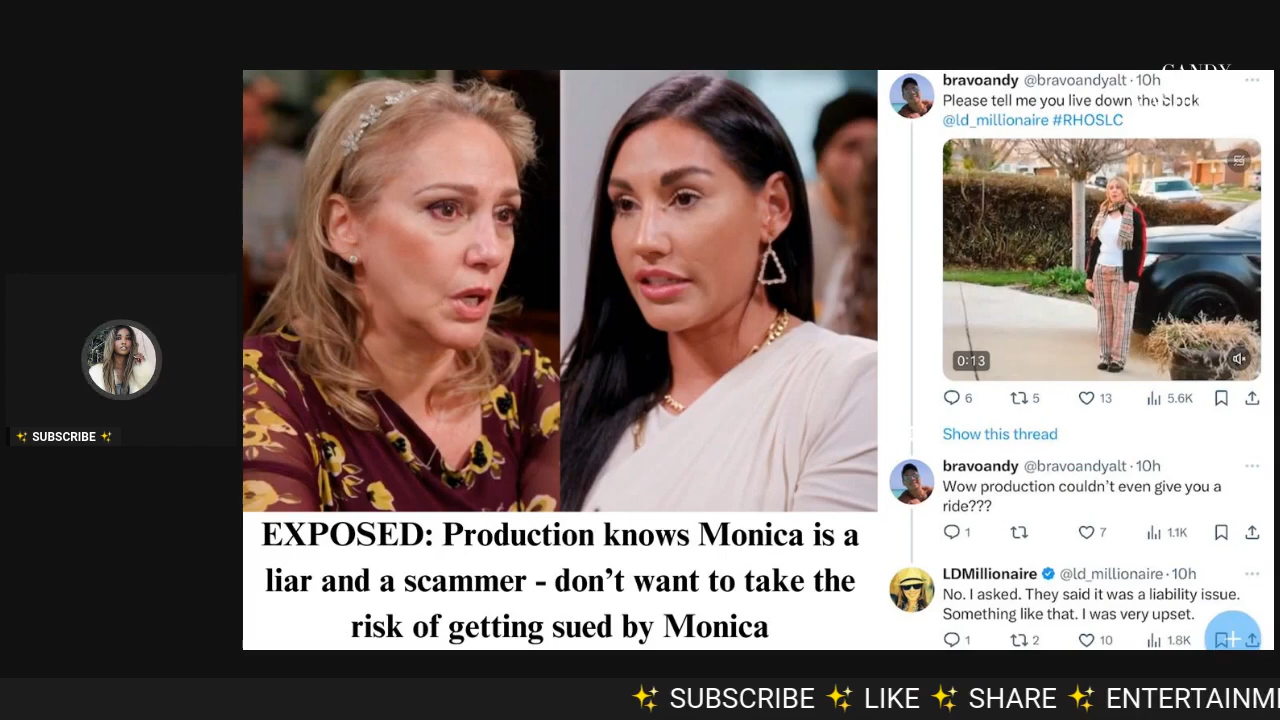 ✨ SUBSCRIBE ✨
EXPOSED: Production knows Monica is a
liar and a scammer - don’t want to take the
risk of getting sued by Monica
CANDY
bravoandy @bravoandyalt · 10h
Please tell me you live down the block
@ld_millionaire #RHOSLC
0:13
6 5 13 5.6K
Show this thread
bravoandy @bravoandyalt · 10h
Wow production couldn’t even give you a
ride???
1 7 1.1K
LDMillionaire @ld_millionaire · 10h
No. I asked. They said it was a liability issue.
Something like that. I was very upset.
1 2 10 1.8K
✨ SUBSCRIBE ✨ LIKE ✨ SHARE ✨ ENTERTAINM